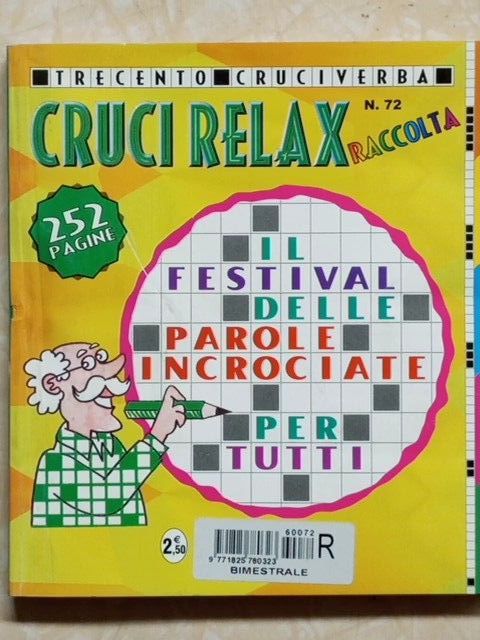 TRECENTO CRUCIVERBA
CRUCI RELAX
N. 72
RACCOLTA
252
PAGINE
IL
FESTIVAL
DELLE
PAROLE
INCROCIATE
PER
TUTTI
€
2,50
60072
9 771825 780323
R
BIMESTRALE